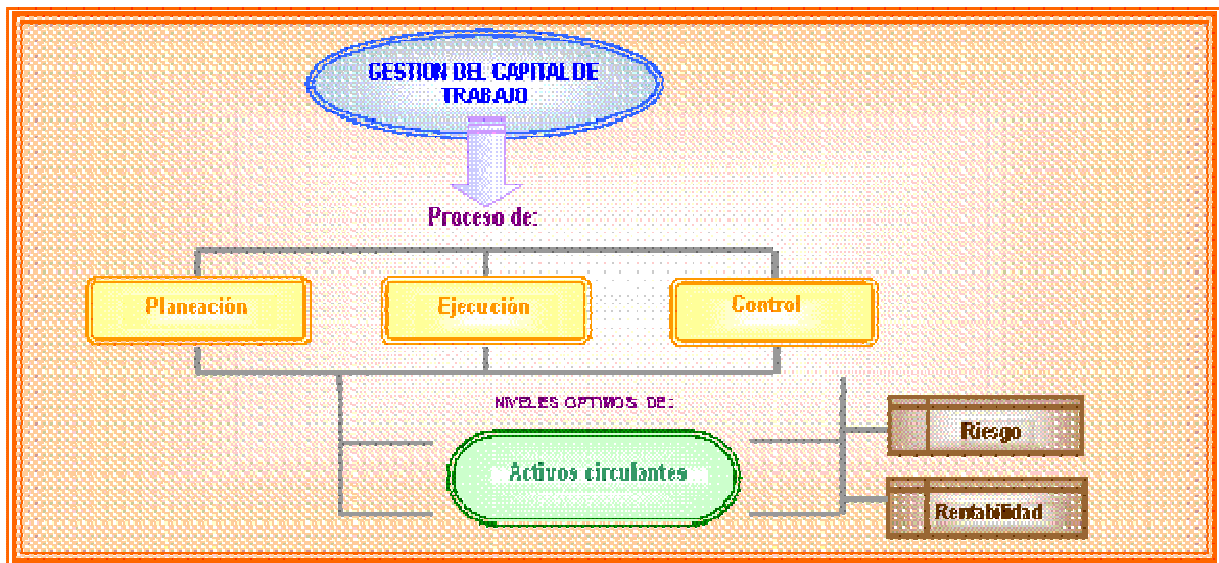 GESTION DEL CAPITAL DE
TRABAJO
Proceso de:
Planeación
Ejecución
Control
NIVELES OPTIMOS DE:
Riesgo
Activos circulantes
Rentabilidad